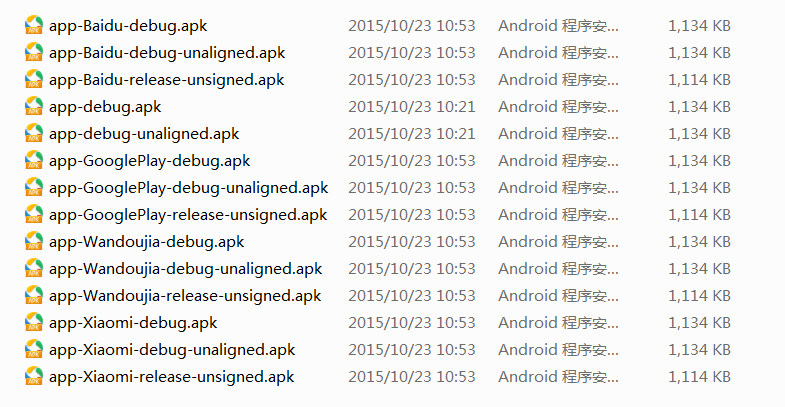 app-Baidu-debug.apk 2015/10/23 10:53 Android 程序安... 1,134 KB
app-Baidu-debug-unaligned.apk 2015/10/23 10:53 Android 程序安... 1,134 KB
app-Baidu-release-unsigned.apk 2015/10/23 10:53 Android 程序安... 1,114 KB
app-debug.apk 2015/10/23 10:21 Android 程序安... 1,134 KB
app-debug-unaligned.apk 2015/10/23 10:21 Android 程序安... 1,134 KB
app-GooglePlay-debug.apk 2015/10/23 10:53 Android 程序安... 1,134 KB
app-GooglePlay-debug-unaligned.apk 2015/10/23 10:53 Android 程序安... 1,134 KB
app-GooglePlay-release-unsigned.apk 2015/10/23 10:53 Android 程序安... 1,114 KB
app-Wandoujia-debug.apk 2015/10/23 10:53 Android 程序安... 1,134 KB
app-Wandoujia-debug-unaligned.apk 2015/10/23 10:53 Android 程序安... 1,134 KB
app-Wandoujia-release-unsigned.apk 2015/10/23 10:53 Android 程序安... 1,114 KB
app-Xiaomi-debug.apk 2015/10/23 10:53 Android 程序安... 1,134 KB
app-Xiaomi-debug-unaligned.apk 2015/10/23 10:53 Android 程序安... 1,134 KB
app-Xiaomi-release-unsigned.apk 2015/10/23 10:53 Android 程序安... 1,114 KB